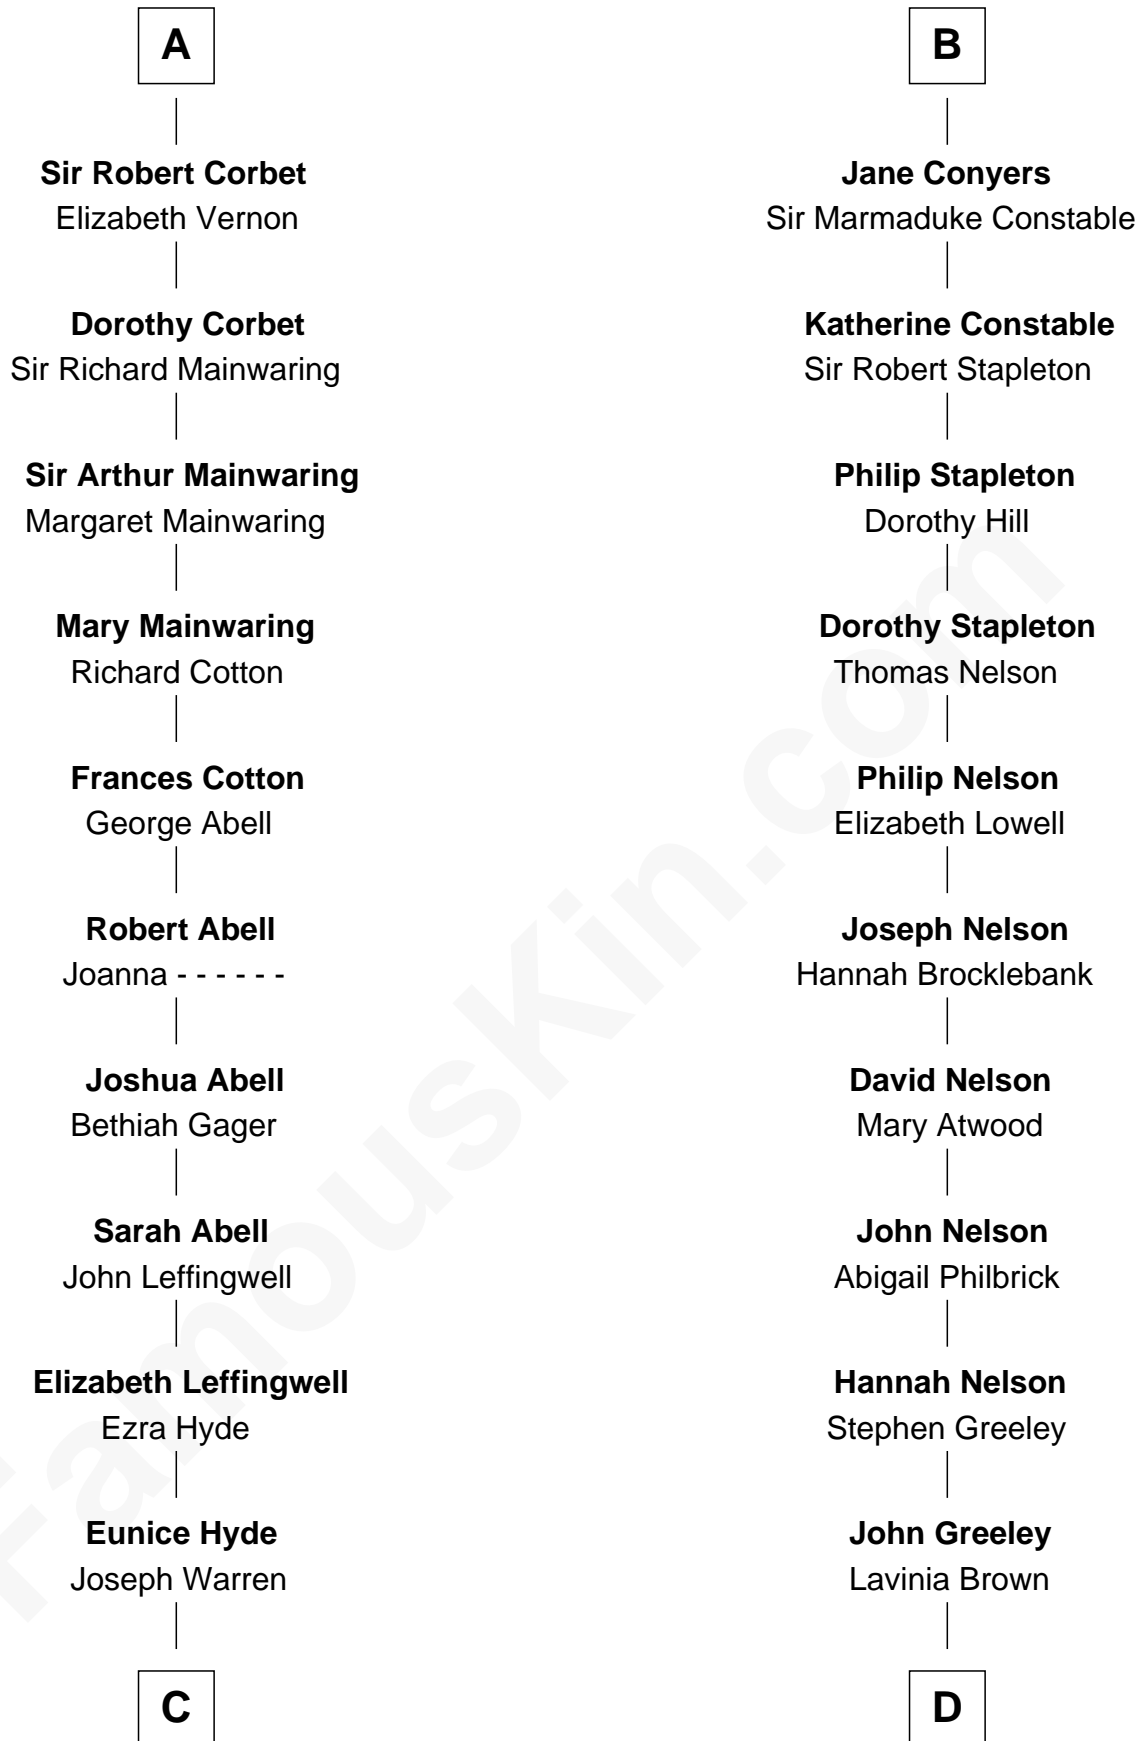 A
Sir Robert Corbet
Elizabeth Vernon
Dorothy Corbet
Sir Richard Mainwaring
Sir Arthur Mainwaring
Margaret Mainwaring
Mary Mainwaring
Richard Cotton
Frances Cotton
George Abell
Robert Abell
Joanna - - - - - -
Joshua Abell
Bethiah Gager
Sarah Abell
John Leffingwell
Elizabeth Leffingwell
Ezra Hyde
Eunice Hyde
Joseph Warren
C
B
Jane Conyers
Sir Marmaduke Constable
Katherine Constable
Sir Robert Stapleton
Philip Stapleton
Dorothy Hill
Dorothy Stapleton
Thomas Nelson
Philip Nelson
Elizabeth Lowell
Joseph Nelson
Hannah Brocklebank
David Nelson
Mary Atwood
John Nelson
Abigail Philbrick
Hannah Nelson
Stephen Greeley
John Greeley
Lavinia Brown
D
FamousKin.com